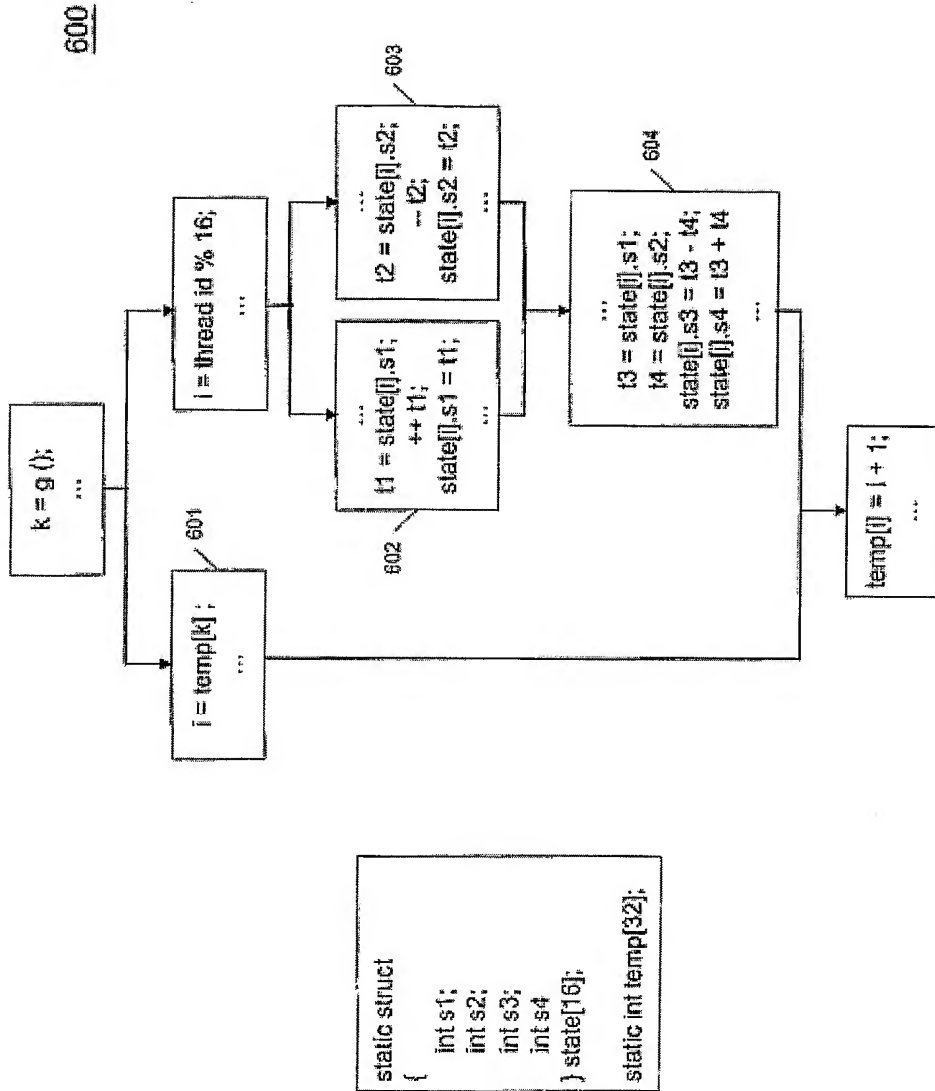 600
k = g ();
...
601
i = temp[k] ;
...
i = thread id % 16;
...
602
...
t1 = state[i].s1;
++ t1;
state[i].s1 = t1;
...
603
...
t2 = state[i].s2;
-- t2;
state[i].s2 = t2;
...
604
...
t3 = state[i].s1;
t4 = state[i].s2;
state[i].s3 = t3 - t4;
state[i].s4 = t3 + t4
...
temp[i] = i + 1;
...
static struct
{
int s1;
int s2;
int s3;
int s4
} state[16];
static int temp[32];